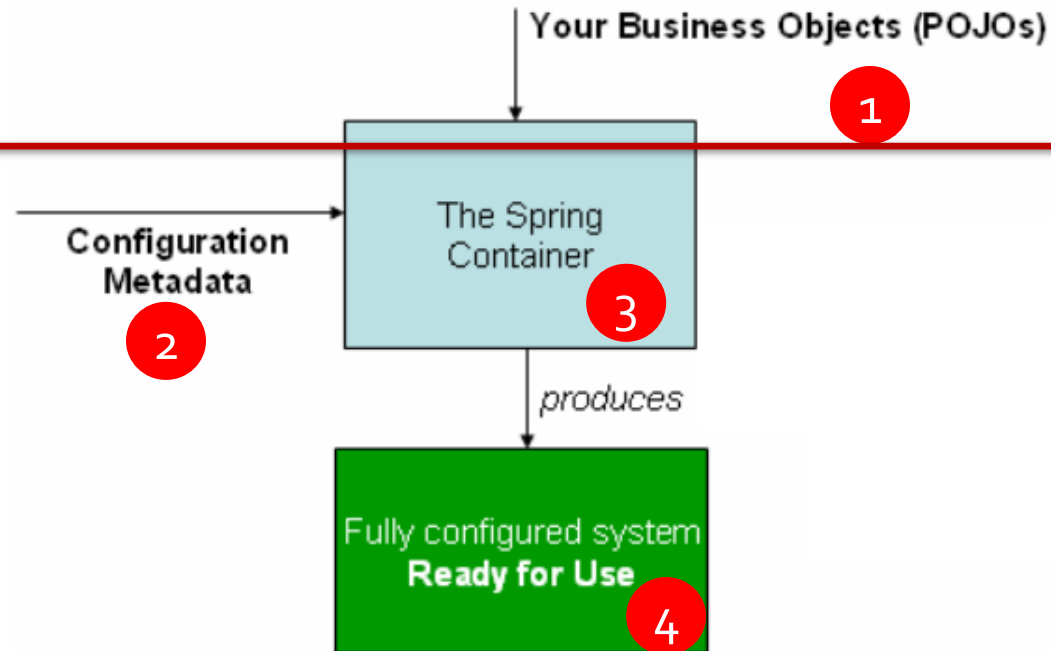 Your Business Objects (POJOs)
1
The Spring
Container
3
Configuration
Metadata
2
produces
Fully configured system
Ready for Use
4